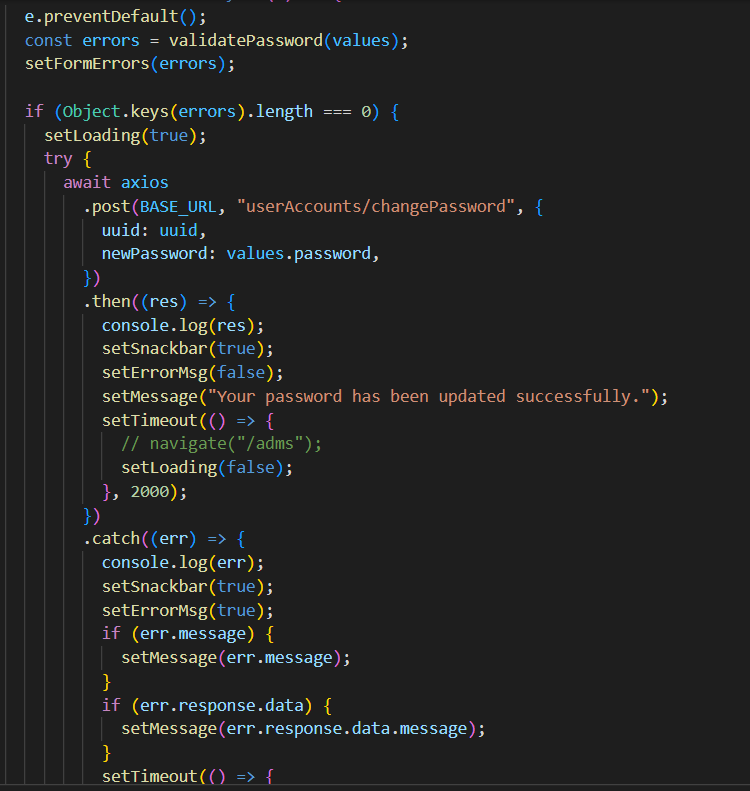 e.preventDefault();
const errors = validatePassword(values);
setFormErrors(errors);
if (Object.keys(errors).length === 0) {
setLoading(true);
try {
await axios
.post(BASE_URL, "userAccounts/changePassword", {
uuid: uuid,
newPassword: values.password,
})
.then((res) => {
console.log(res);
setSnackbar(true);
setErrorMsg(false);
setMessage("Your password has been updated successfully.");
setTimeout(() => {
// navigate("/adms");
setLoading(false);
}, 2000);
})
.catch((err) => {
console.log(err);
setSnackbar(true);
setErrorMsg(true);
if (err.message) {
setMessage(err.message);
}
if (err.response.data) {
setMessage(err.response.data.message);
}
setTimeout(() => {